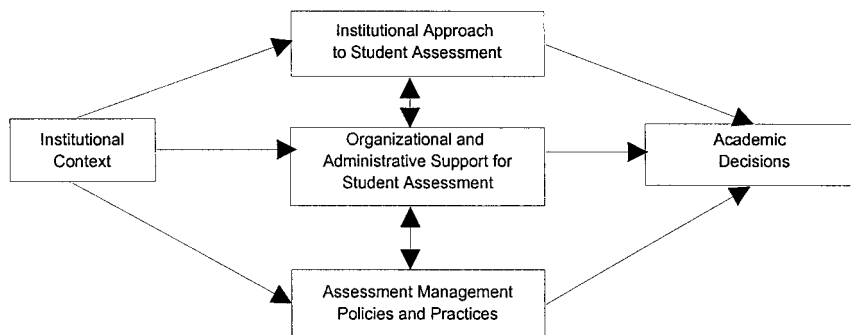 Institutional Approach
to Student Assessment
Institutional
Context
Organizational and
Administrative Support for
Student Assessment
Academic
Decisions
Assessment Management
Policies and Practices